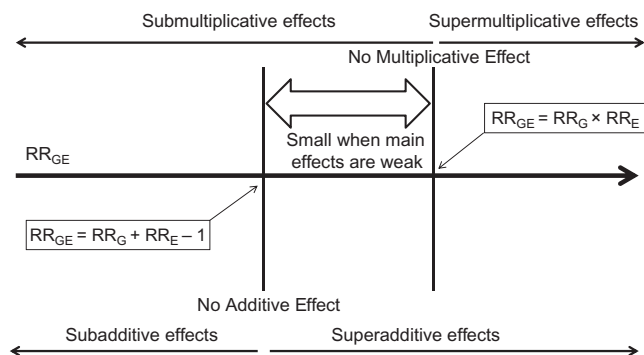 Submultiplicative effects
Supermultiplicative effects
No Multiplicative Effect
RR_GE = RR_G × RR_E
Small when main
effects are weak
RR_GE
RR_GE = RR_G + RR_E – 1
No Additive Effect
Subadditive effects
Superadditive effects